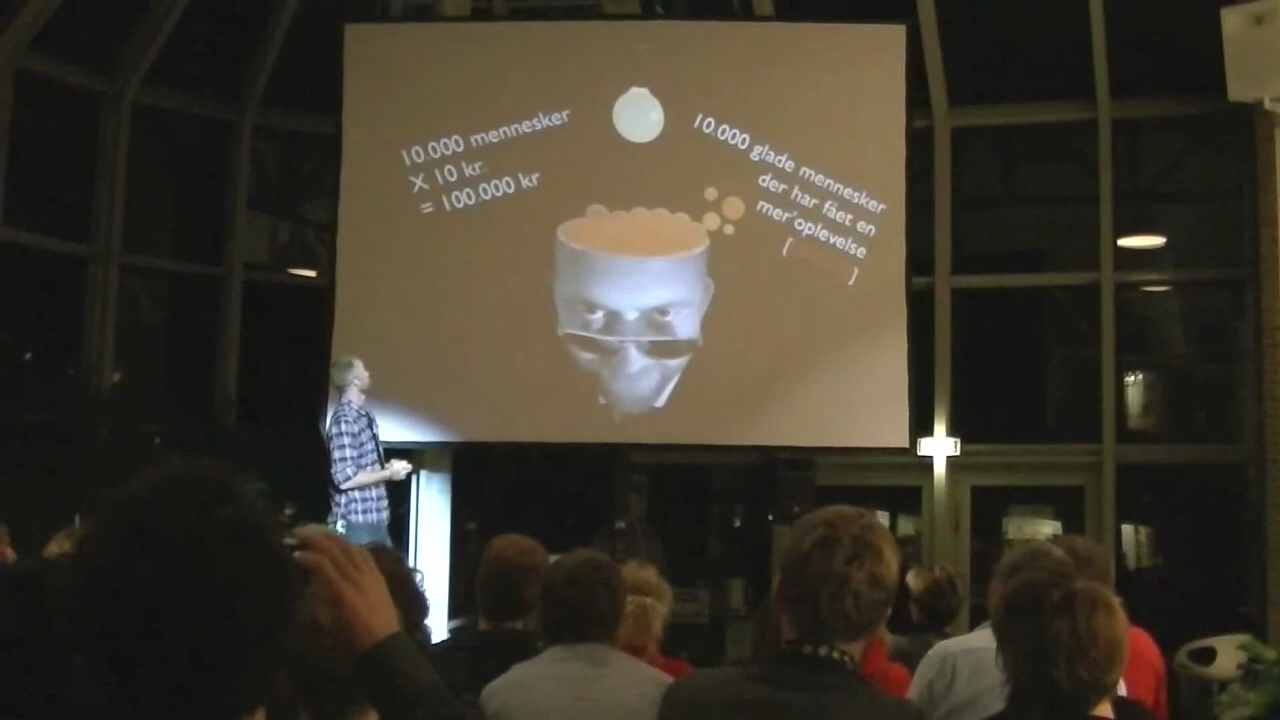 10.000 mennesker
X 10 kr.
= 100.000 kr
10.000 glade mennesker
der har fået en
mer'oplevelse
[ ]